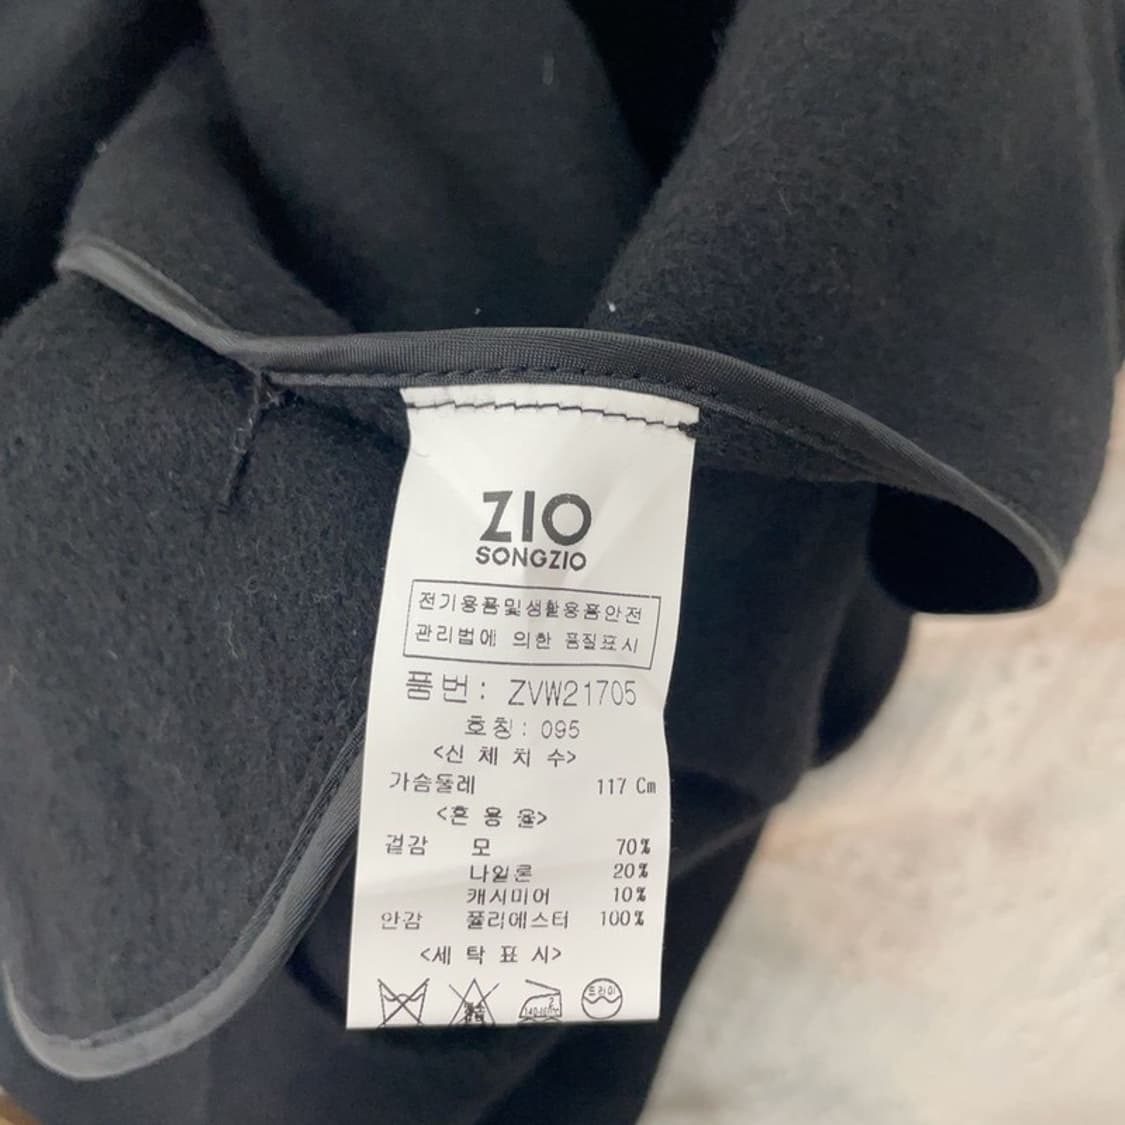 ZIO
SONGZIO
전기용품및생활용품안전
관리법에 의한 품질표시
품번: ZVW21705
호칭: 095
<신체치수>
가슴둘레 117 Cm
<혼용율>
겉감 모 70%
나일론 20%
캐시미어 10%
안감 폴리에스터 100%
<세탁표시>
드라이